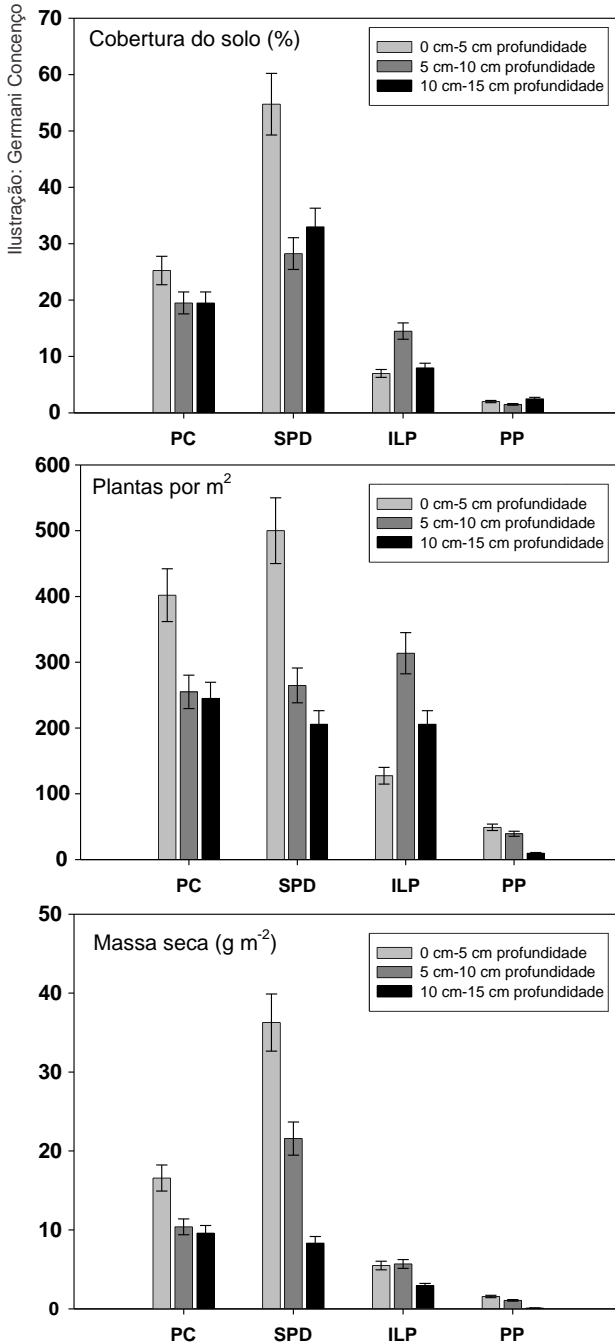 Ilustração: Germani Concenço
Cobertura do solo (%)
0 cm-5 cm profundidade
5 cm-10 cm profundidade
10 cm-15 cm profundidade
70
60
50
40
30
20
10
0
PC SPD ILP PP
Plantas por m²
0 cm-5 cm profundidade
5 cm-10 cm profundidade
10 cm-15 cm profundidade
600
500
400
300
200
100
0
PC SPD ILP PP
Massa seca (g m⁻²)
0 cm-5 cm profundidade
5 cm-10 cm profundidade
10 cm-15 cm profundidade
50
40
30
20
10
0
PC SPD ILP PP